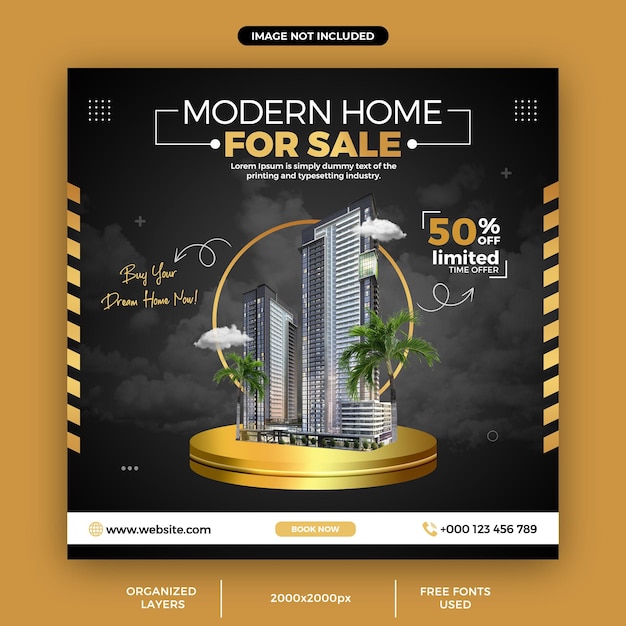 IMAGE NOT INCLUDED
MODERN HOME
FOR SALE
Lorem Ipsum is simply dummy text of the
printing and typesetting industry.
50%
OFF
limited
TIME OFFER
Buy Your
Dream Home Now!
www.website.com
BOOK NOW
+000 123 456 789
ORGANIZED
LAYERS
2000x2000px
FREE FONTS
USED